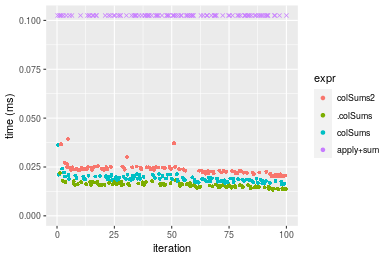 0.100
0.075
0.050
0.025
0.000
time (ms)
0
25
50
75
100
iteration
expr
colSums2
.colSums
colSums
apply+sum